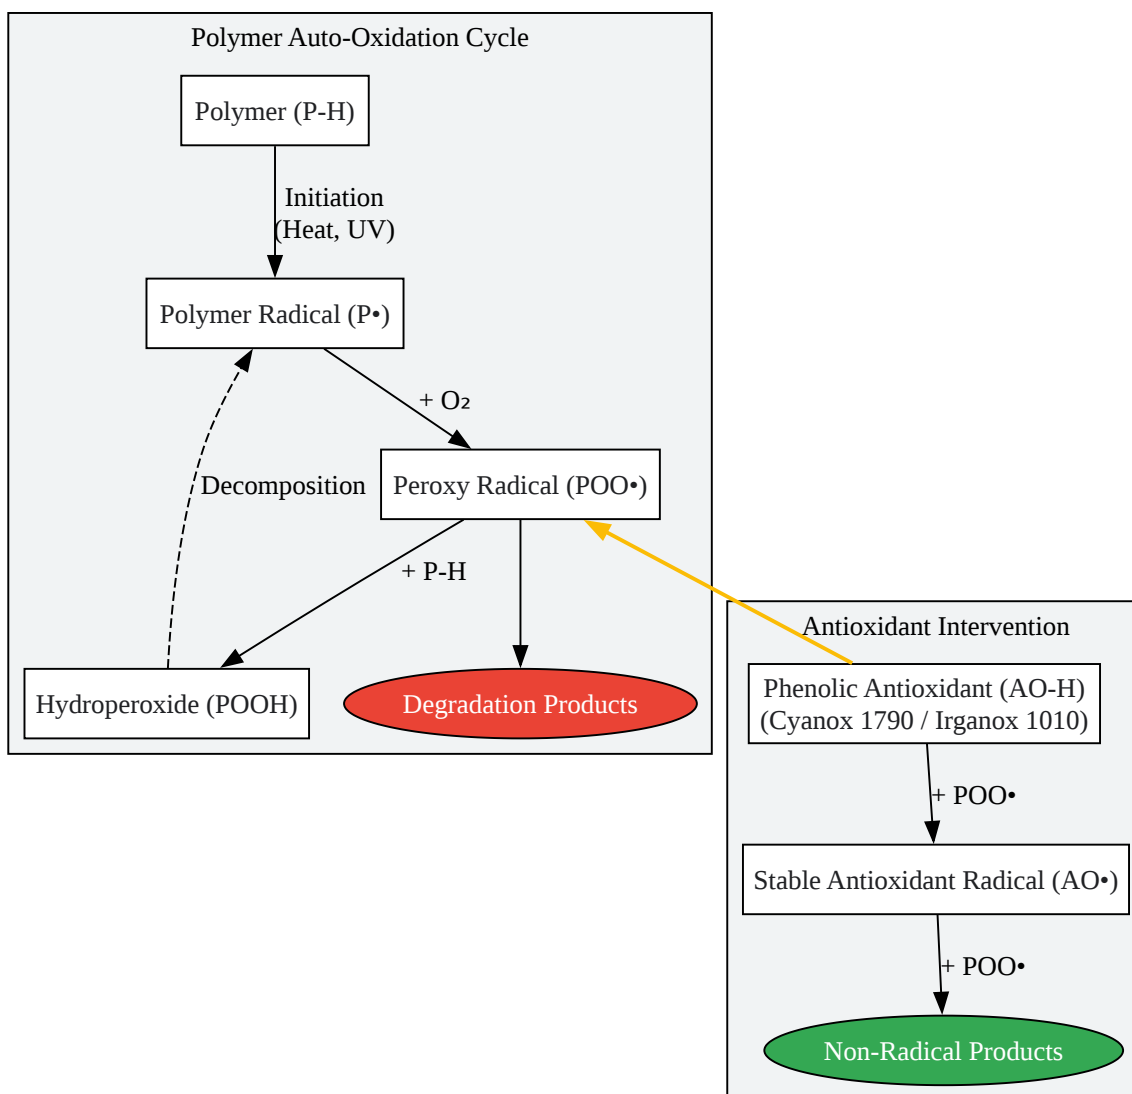 Polymer Auto-Oxidation Cycle
Polymer (P-H)
Initiation
(Heat, UV)
Polymer Radical (P•)
+ O₂
Decomposition
Peroxy Radical (POO•)
+ P-H
Hydroperoxide (POOH)
Degradation Products
Antioxidant Intervention
Phenolic Antioxidant (AO-H)
(Cyanox 1790 / Irganox 1010)
+ POO•
Stable Antioxidant Radical (AO•)
+ POO•
Non-Radical Products